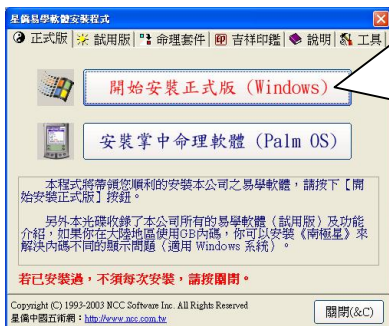 星僑易學軟體安裝程式
正式版 試用版 命理套件 吉祥印鑑 說明 工具
開始安裝正式版 (Windows)
安裝掌中命理軟體 (Palm OS)
本程式將帶領您順利的安裝本公司之易學軟體，請按下【開
始安裝正式版】按鈕。
另外本光碟收錄了本公司所有的易學軟體（試用版）及功能
介紹，如果你在大陸地區使用GB內碼，你可以安裝《南極星》來
解決內碼不同的顯示問題（適用 Windows 系統）。
若已安裝過，不須每次安裝，請按關閉。
Copyright (C) 1993-2003 NCC Software Inc. All Rights Reserved
星僑中國五術網：http://www.ncc.com.tw
關閉(&C)